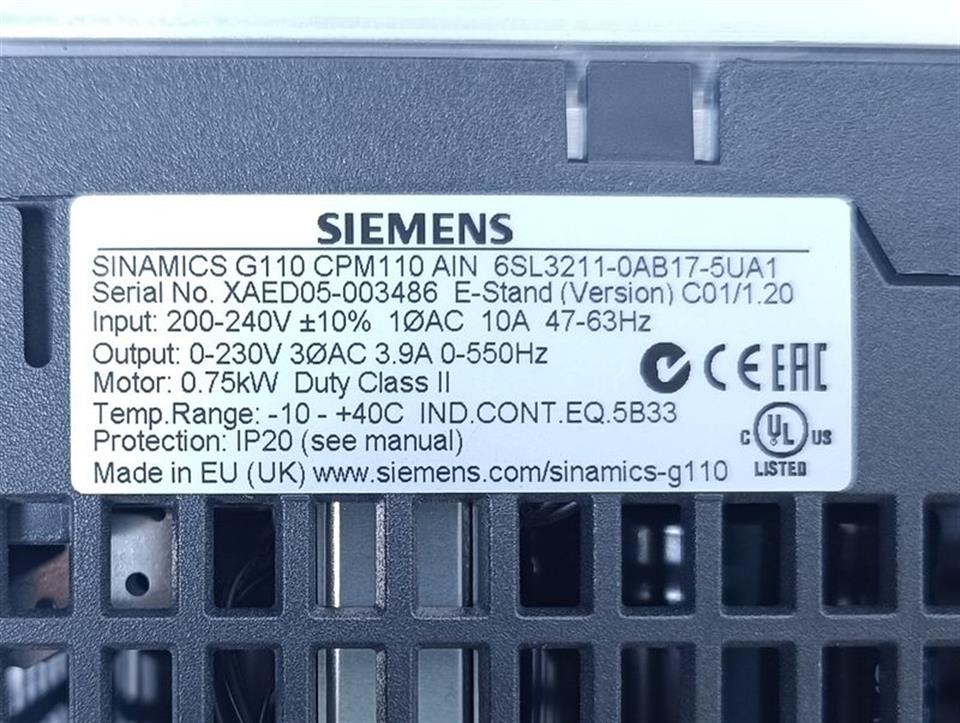 SIEMENS
SINAMICS G110 CPM110 AIN 6SL3211-0AB17-5UA1
Serial No. XAED05-003486 E-Stand (Version) C01/1.20
Input: 200-240V ±10% 1ØAC 10A 47-63Hz
Output: 0-230V 3ØAC 3.9A 0-550Hz
Motor: 0.75kW Duty Class II
Temp.Range: -10 - +40C IND.CONT.EQ.5B33
Protection: IP20 (see manual)
Made in EU (UK) www.siemens.com/sinamics-g110
CE EAC
C UL US
LISTED